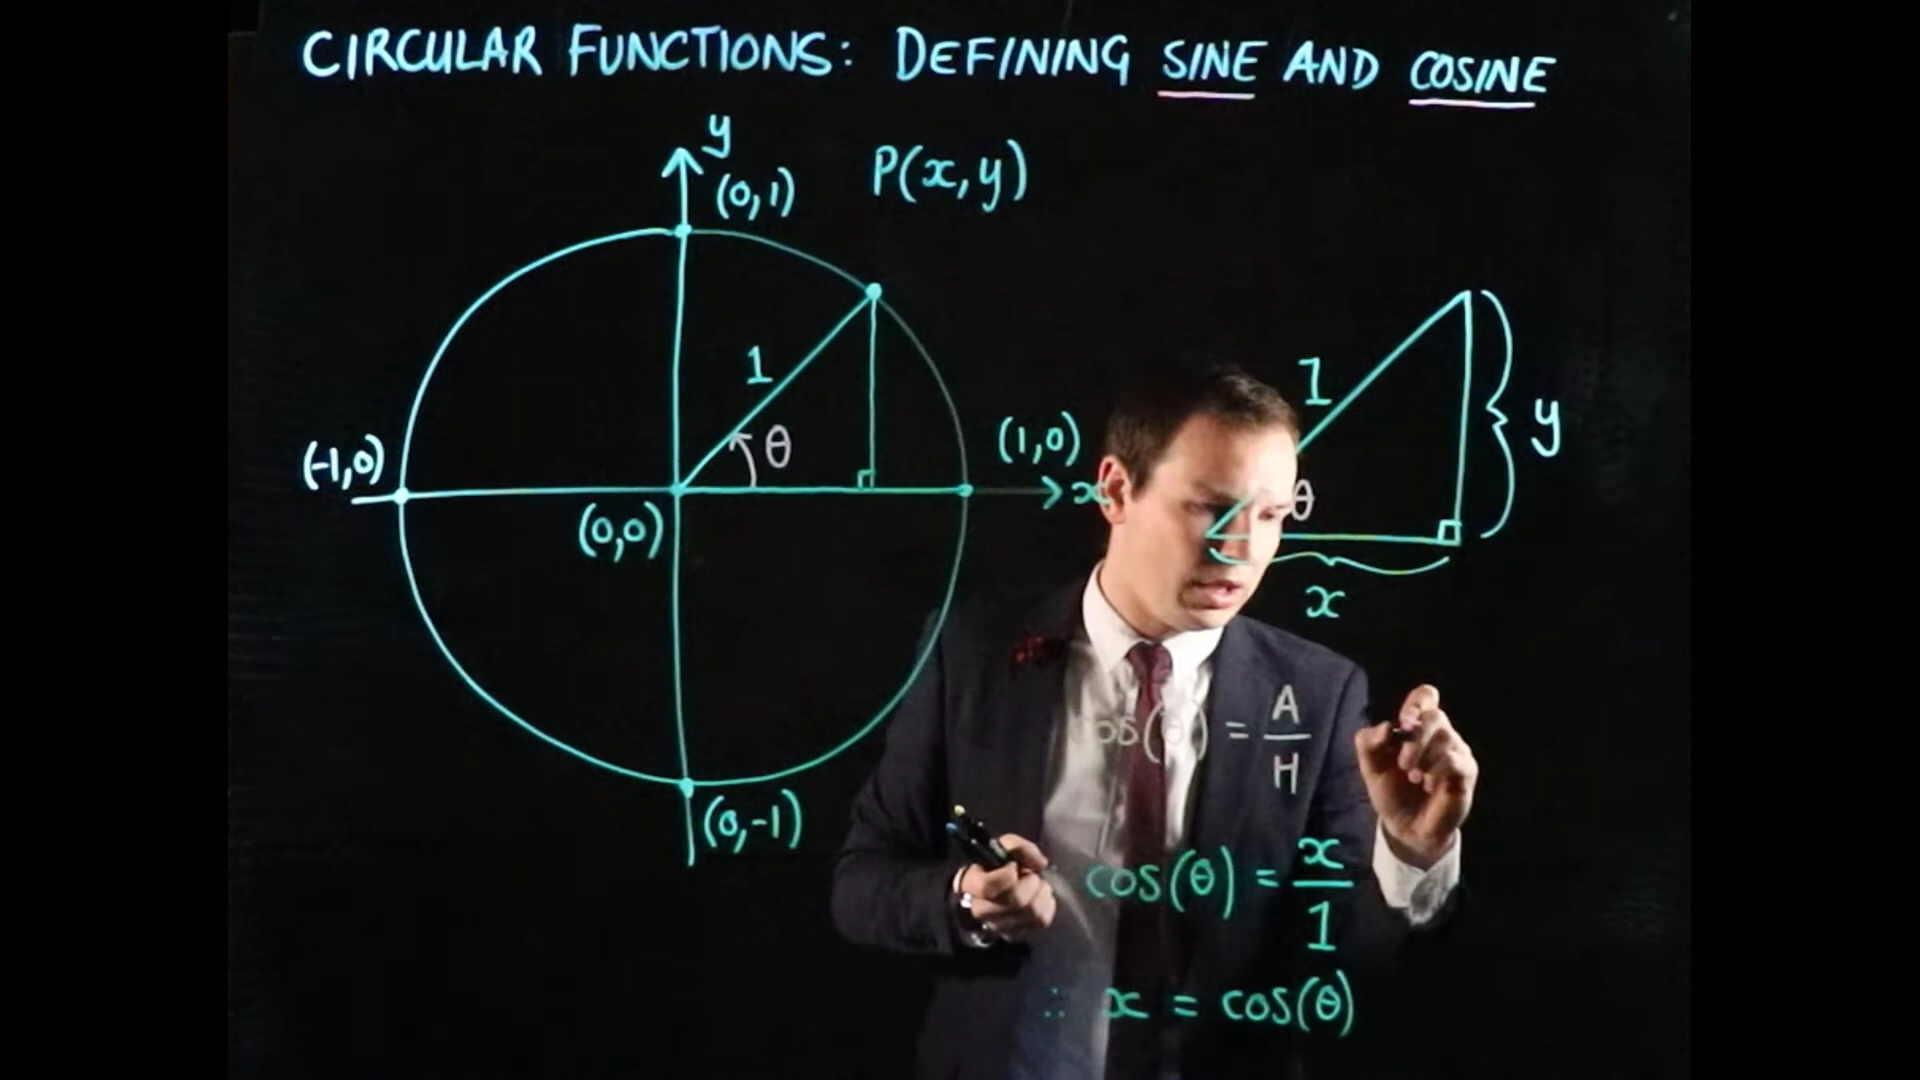 CIRCULAR FUNCTIONS: DEFINING SINE AND COSINE
y
(0,1)
P(x,y)
1
θ
(-1,0)
(1,0)
x
(0,0)
(0,-1)
1
y
θ
x
cos(θ) = A/H
cos(θ) = x/1
∴ x = cos(θ)